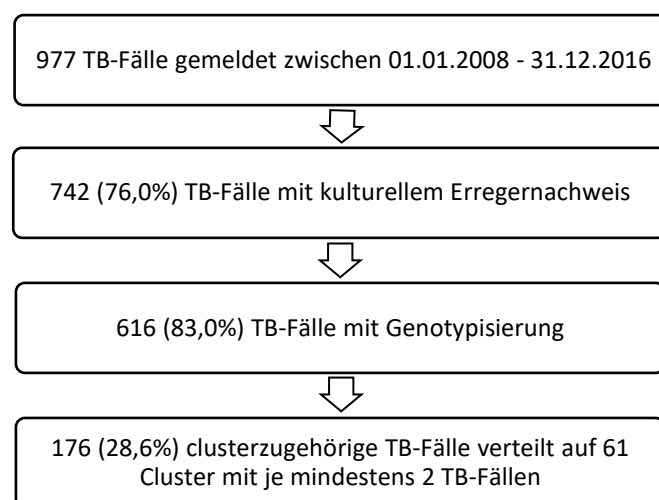 977 TB-Fälle gemeldet zwischen 01.01.2008 - 31.12.2016
742 (76,0%) TB-Fälle mit kulturellem Erregernachweis
616 (83,0%) TB-Fälle mit Genotypisierung
176 (28,6%) clusterzugehörige TB-Fälle verteilt auf 61
Cluster mit je mindestens 2 TB-Fällen